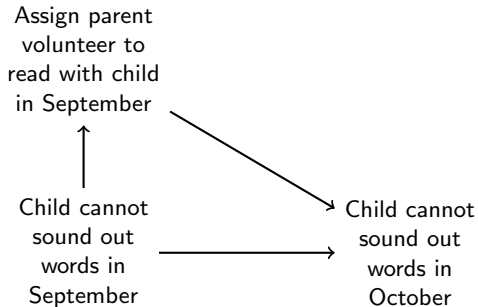 Assign parent
volunteer to
read with child
in September
Child cannot
sound out
words in
September
Child cannot
sound out
words in
October